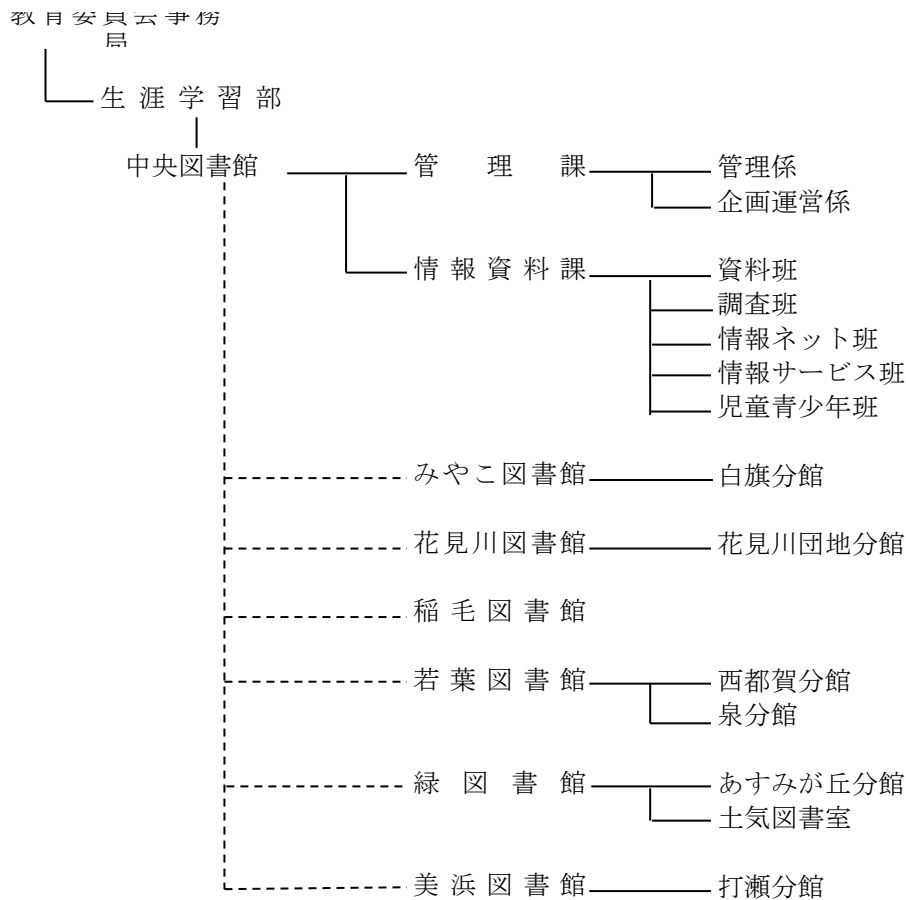 教育委員会事務
局
生涯学習部
中央図書館
管理課
管理係
企画運営係
情報資料課
資料班
調査班
情報ネット班
情報サービス班
児童青少年班
みやこ図書館
白旗分館
花見川図書館
花見川団地分館
稲毛図書館
若葉図書館
西都賀分館
泉分館
緑図書館
あすみが丘分館
土気図書室
美浜図書館
打瀬分館